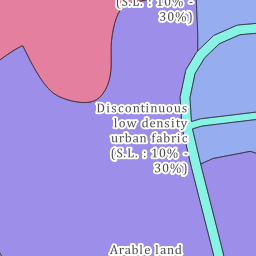 (S.L. : 10% -
30%)
Discontinuous
low density
urban fabric
(S.L. : 10% -
30%)
Arable land